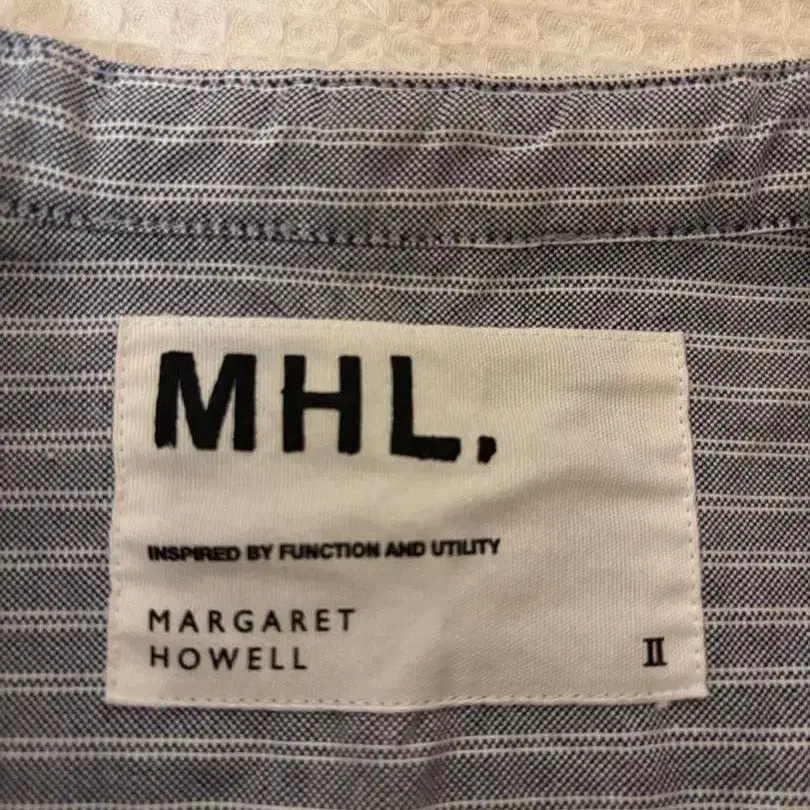 MHL.
INSPIRED BY FUNCTION AND UTILITY
MARGARET
HOWELL
II